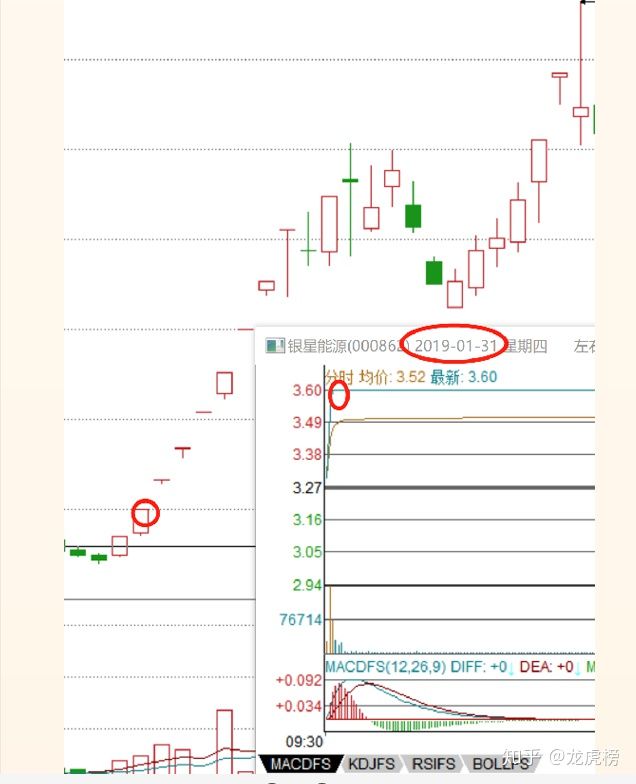 银星能源(000862) 2019-01-31 星期四 左右
分时 均价: 3.52 最新: 3.60
3.60
3.49
3.38
3.27
3.16
3.05
2.94
76714
MACDFS(12,26,9) DIFF: +0↓ DEA: +0↓ M
+0.092
+0.034
09:30
MACDFS KDJFS RSIFS BOLLFS
知乎 @龙虎榜